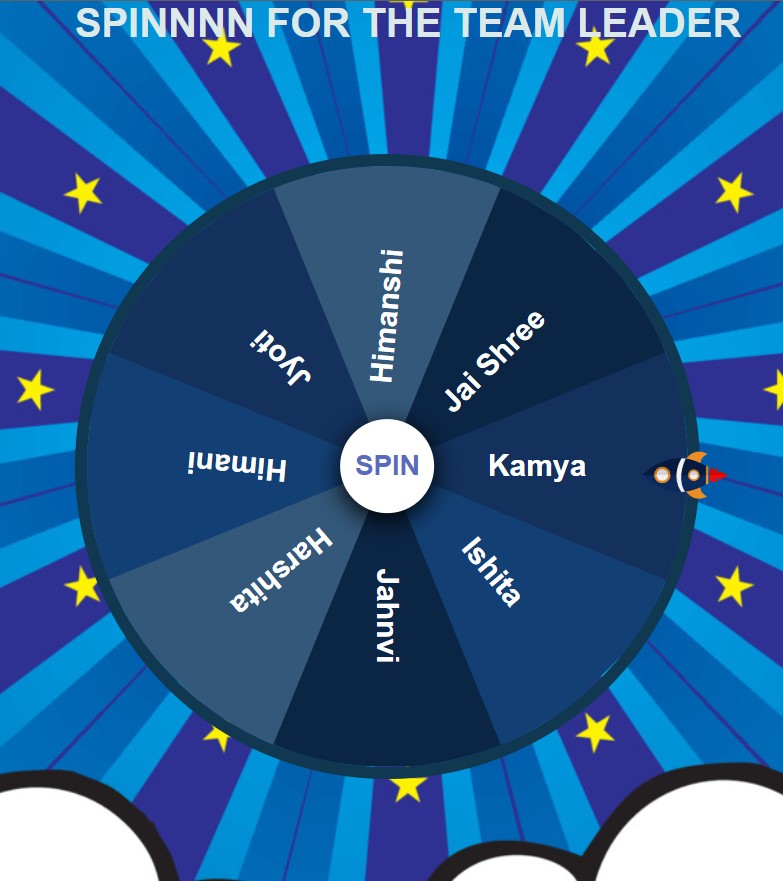 SPINNNN FOR THE TEAM LEADER
Himanshi
Jai Shree
Kamya
Ishita
Jahnvi
Harshita
Himani
Jyoti
SPIN